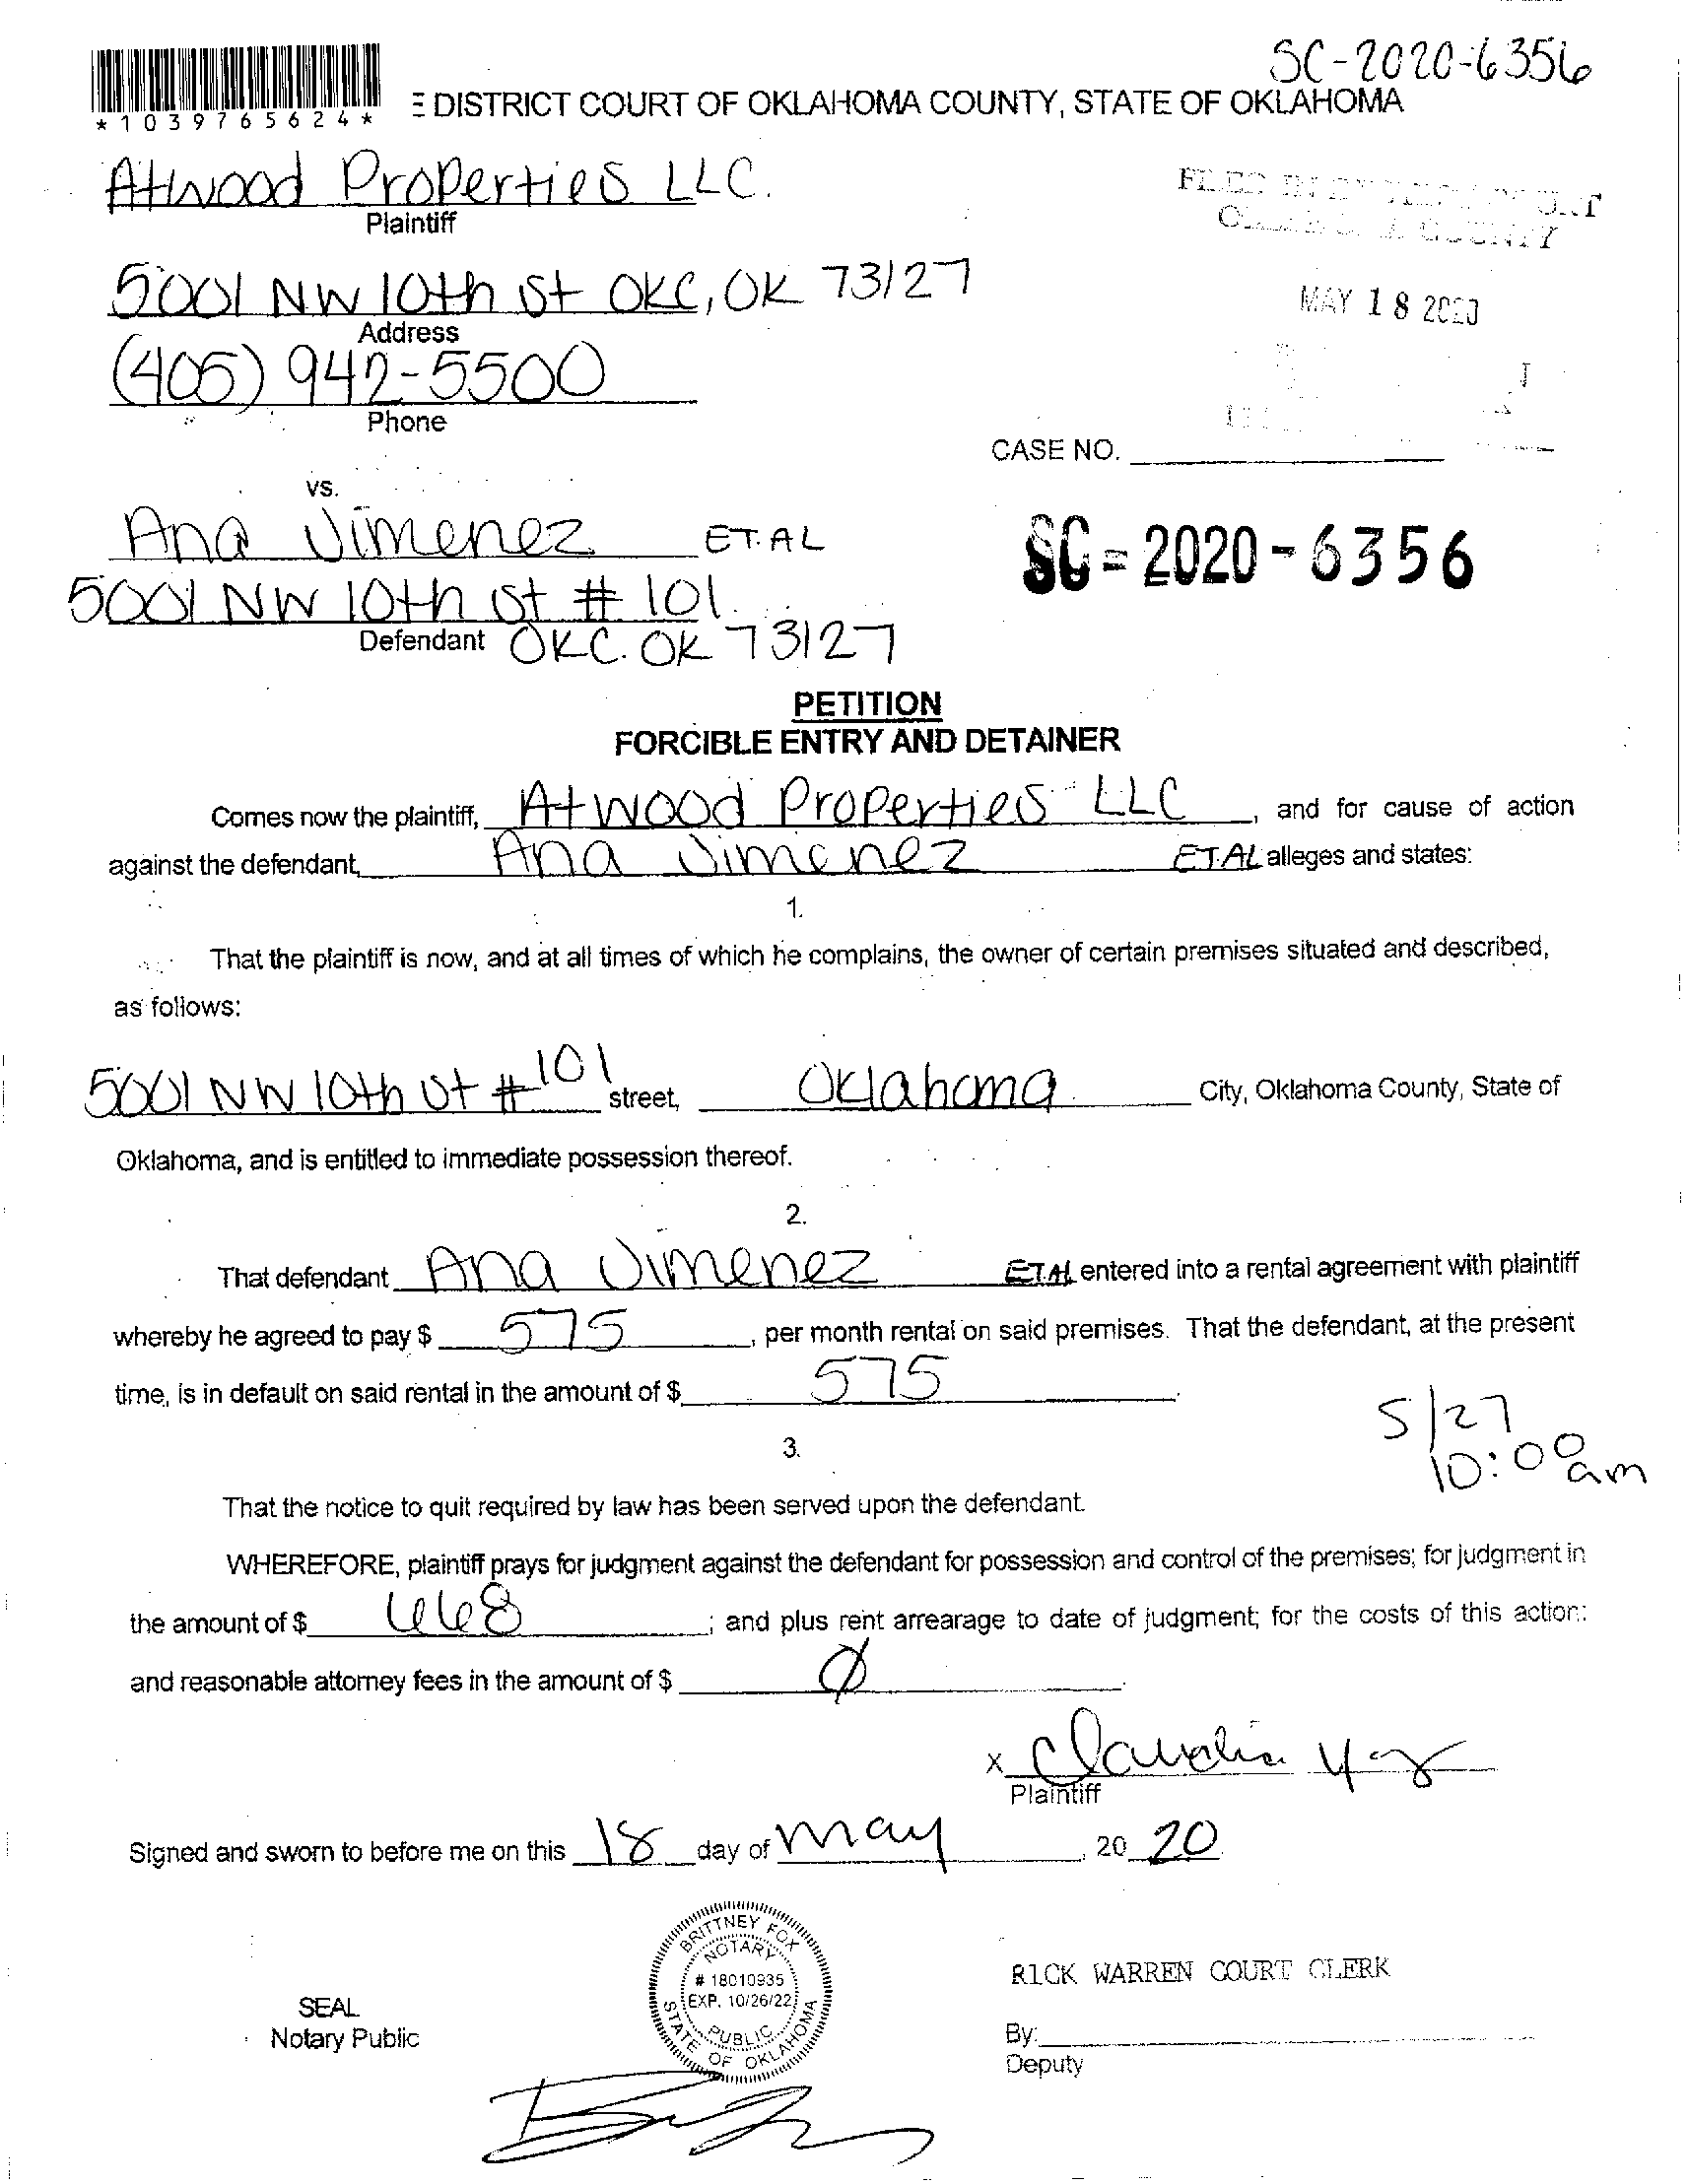 SC-2020-6356
*1039765624*
E DISTRICT COURT OF OKLAHOMA COUNTY, STATE OF OKLAHOMA
Atwood Properties LLC.
Plaintiff
5001 NW 10th St OKC, OK 73127
Address
MAY 18 2020
(405) 942-5500
Phone
CASE NO.
vs.
Ana Jimenez ET.AL
SC=2020-6356
5001 NW 10th St # 101
Defendant OKC. OK 73127
PETITION
FORCIBLE ENTRY AND DETAINER
Comes now the plaintiff, Atwood Properties LLC, and for cause of action
against the defendant, Ana Jimenez ET.AL alleges and states:
1.
That the plaintiff is now, and at all times of which he complains, the owner of certain premises situated and described,
as follows:
5001 NW 10th St #101 street, Oklahoma City, Oklahoma County, State of
Oklahoma, and is entitled to immediate possession thereof.
2.
That defendant Ana Jimenez ETAL entered into a rental agreement with plaintiff
whereby he agreed to pay $ 575, per month rental on said premises. That the defendant, at the present
time, is in default on said rental in the amount of $ 575
5/27
10:00 am
3.
That the notice to quit required by law has been served upon the defendant.
WHEREFORE, plaintiff prays for judgment against the defendant for possession and control of the premises; for judgment in
the amount of $ 668; and plus rent arrearage to date of judgment; for the costs of this action:
and reasonable attorney fees in the amount of $ Ø
x Claudia
Plaintiff
Signed and sworn to before me on this 18 day of May, 20 20
BRITTNEY FOX
NOTARY
# 18010935
EXP. 10/26/22
PUBLIC
STATE OF OKLAHOMA
RICK WARREN COURT CLERK
SEAL
Notary Public
By:
Deputy